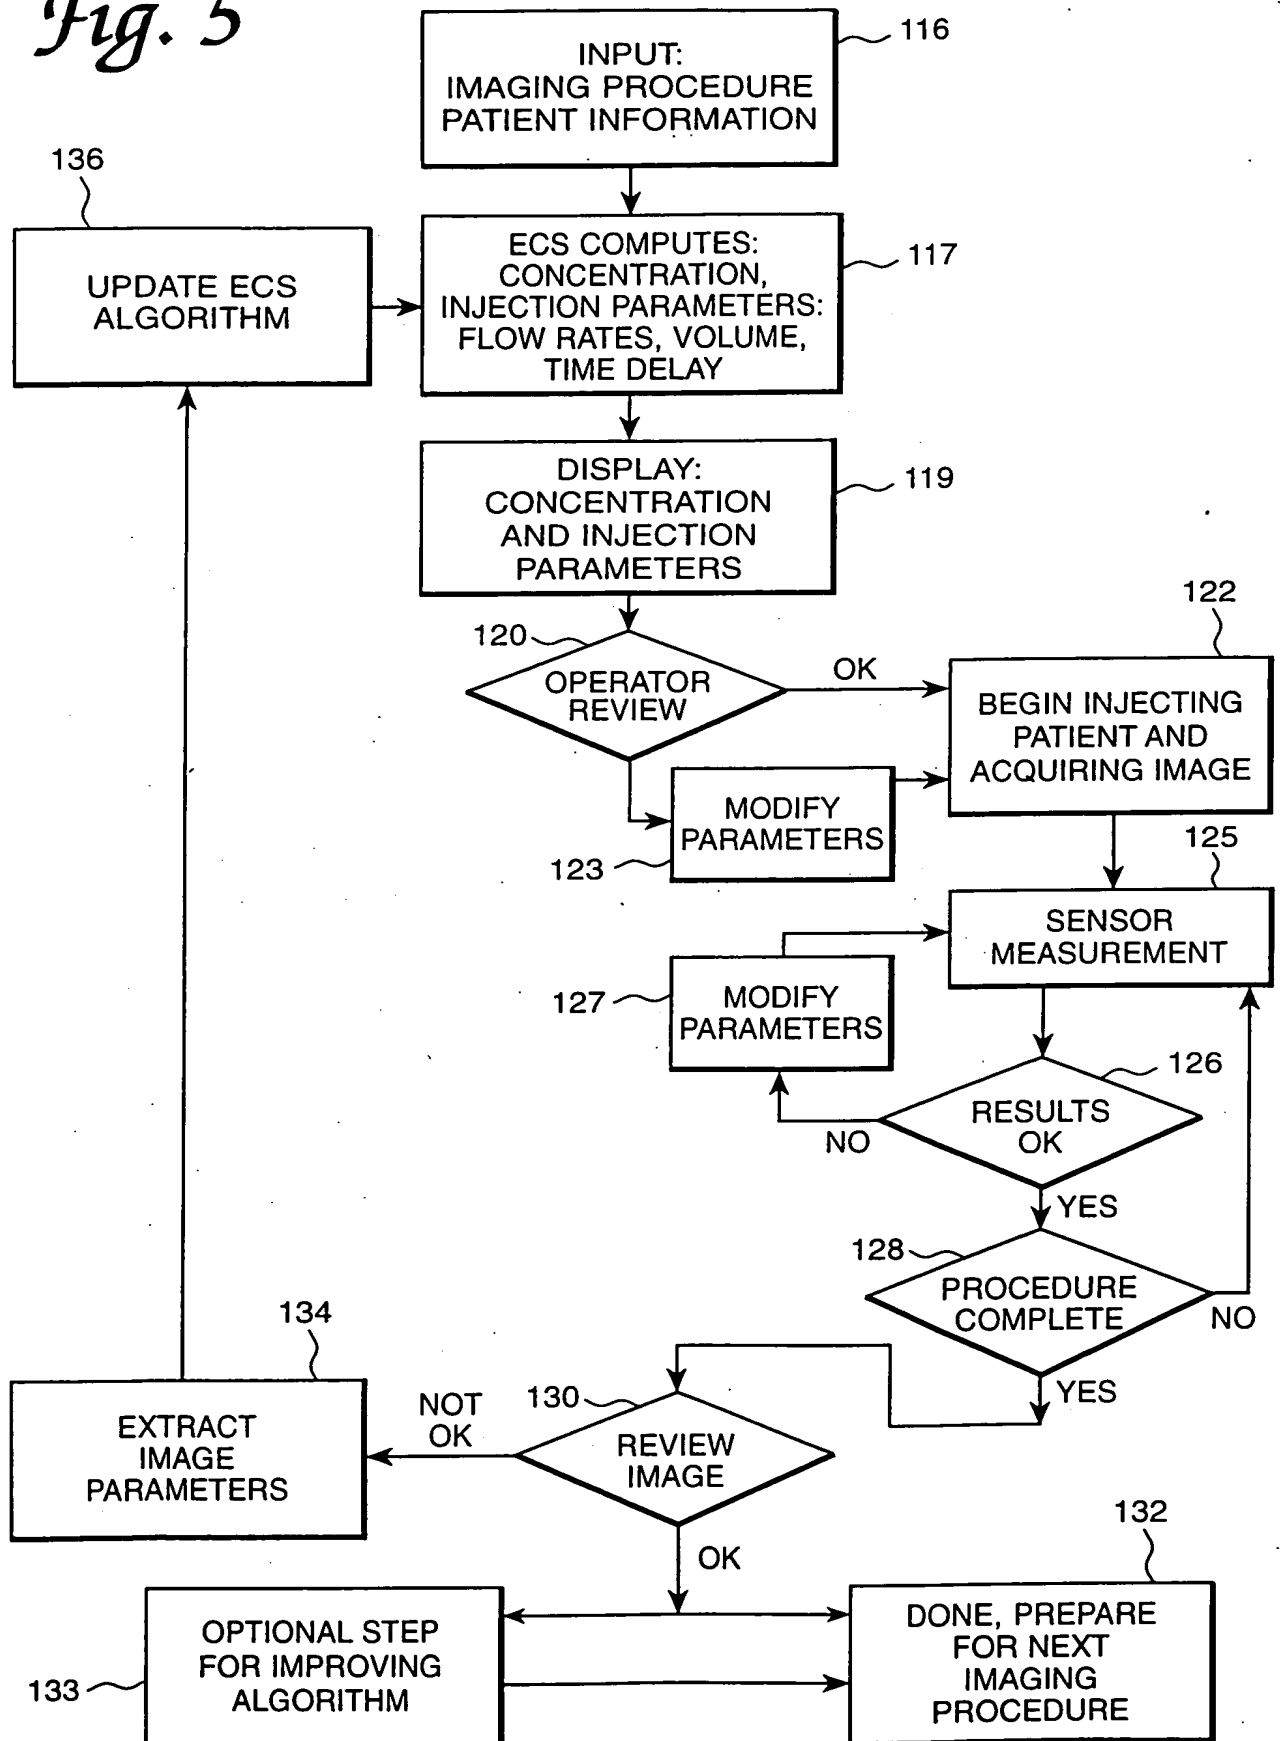 Fig. 5
116
INPUT:
IMAGING PROCEDURE
PATIENT INFORMATION
136
UPDATE ECS
ALGORITHM
117
ECS COMPUTES:
CONCENTRATION,
INJECTION PARAMETERS:
FLOW RATES, VOLUME,
TIME DELAY
119
DISPLAY:
CONCENTRATION
AND INJECTION
PARAMETERS
120
OPERATOR
REVIEW
OK
122
BEGIN INJECTING
PATIENT AND
ACQUIRING IMAGE
MODIFY
PARAMETERS
123
125
SENSOR
MEASUREMENT
127
MODIFY
PARAMETERS
126
RESULTS
OK
NO
YES
128
PROCEDURE
COMPLETE
NO
YES
134
EXTRACT
IMAGE
PARAMETERS
NOT
OK
130
REVIEW
IMAGE
OK
132
DONE, PREPARE
FOR NEXT
IMAGING
PROCEDURE
OPTIONAL STEP
FOR IMPROVING
ALGORITHM
133